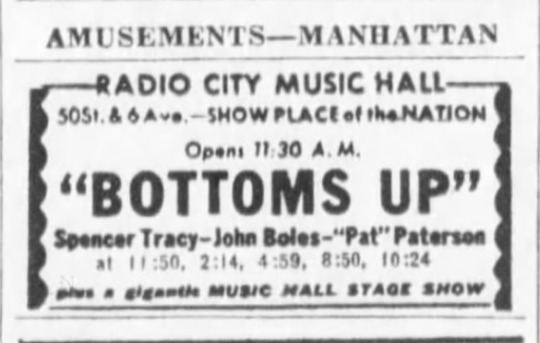 AMUSEMENTS—MANHATTAN
RADIO CITY MUSIC HALL
50St. & 6 Ave.—SHOW PLACE of the NATION
Opens 11:30 A. M.
"BOTTOMS UP"
Spencer Tracy-John Boles-"Pat" Paterson
at 11:50, 2:14, 4:59, 8:50, 10:24
plus a gigantic MUSIC HALL STAGE SHOW